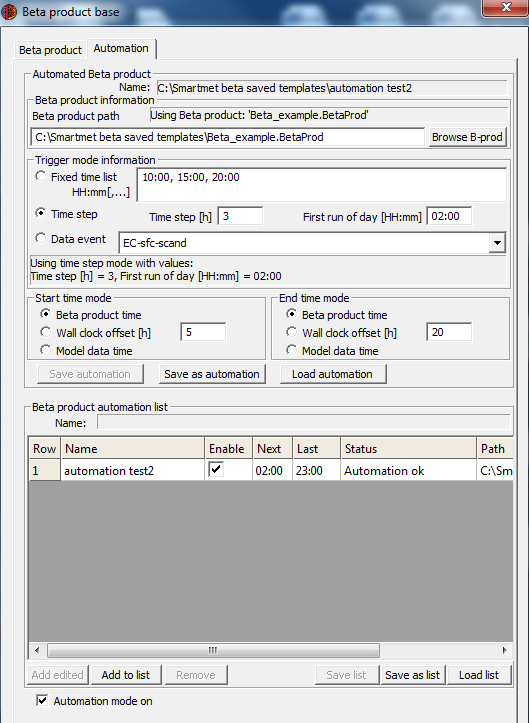 Beta product base
Beta product Automation
Automated Beta product
Name: C:\Smartmet beta saved templates\automation test2
Beta product information
Beta product path Using Beta product: 'Beta_example.BetaProd'
C:\Smartmet beta saved templates\Beta_example.BetaProd Browse B-prod
Trigger mode information
Fixed time list 10:00, 15:00, 20:00
HH:mm[,...]
Time step Time step [h] 3 First run of day [HH:mm] 02:00
Data event EC-sfc-scand
Using time step mode with values:
Time step [h] = 3, First run of day [HH:mm] = 02:00
Start time mode End time mode
Beta product time Beta product time
Wall clock offset [h] 5 Wall clock offset [h] 20
Model data time Model data time
Save automation Save as automation Load automation
Beta product automation list
Name:
Row Name Enable Next Last Status Path
1 automation test2 02:00 23:00 Automation ok C:\Sm
Add edited Add to list Remove Save list Save as list Load list
Automation mode on